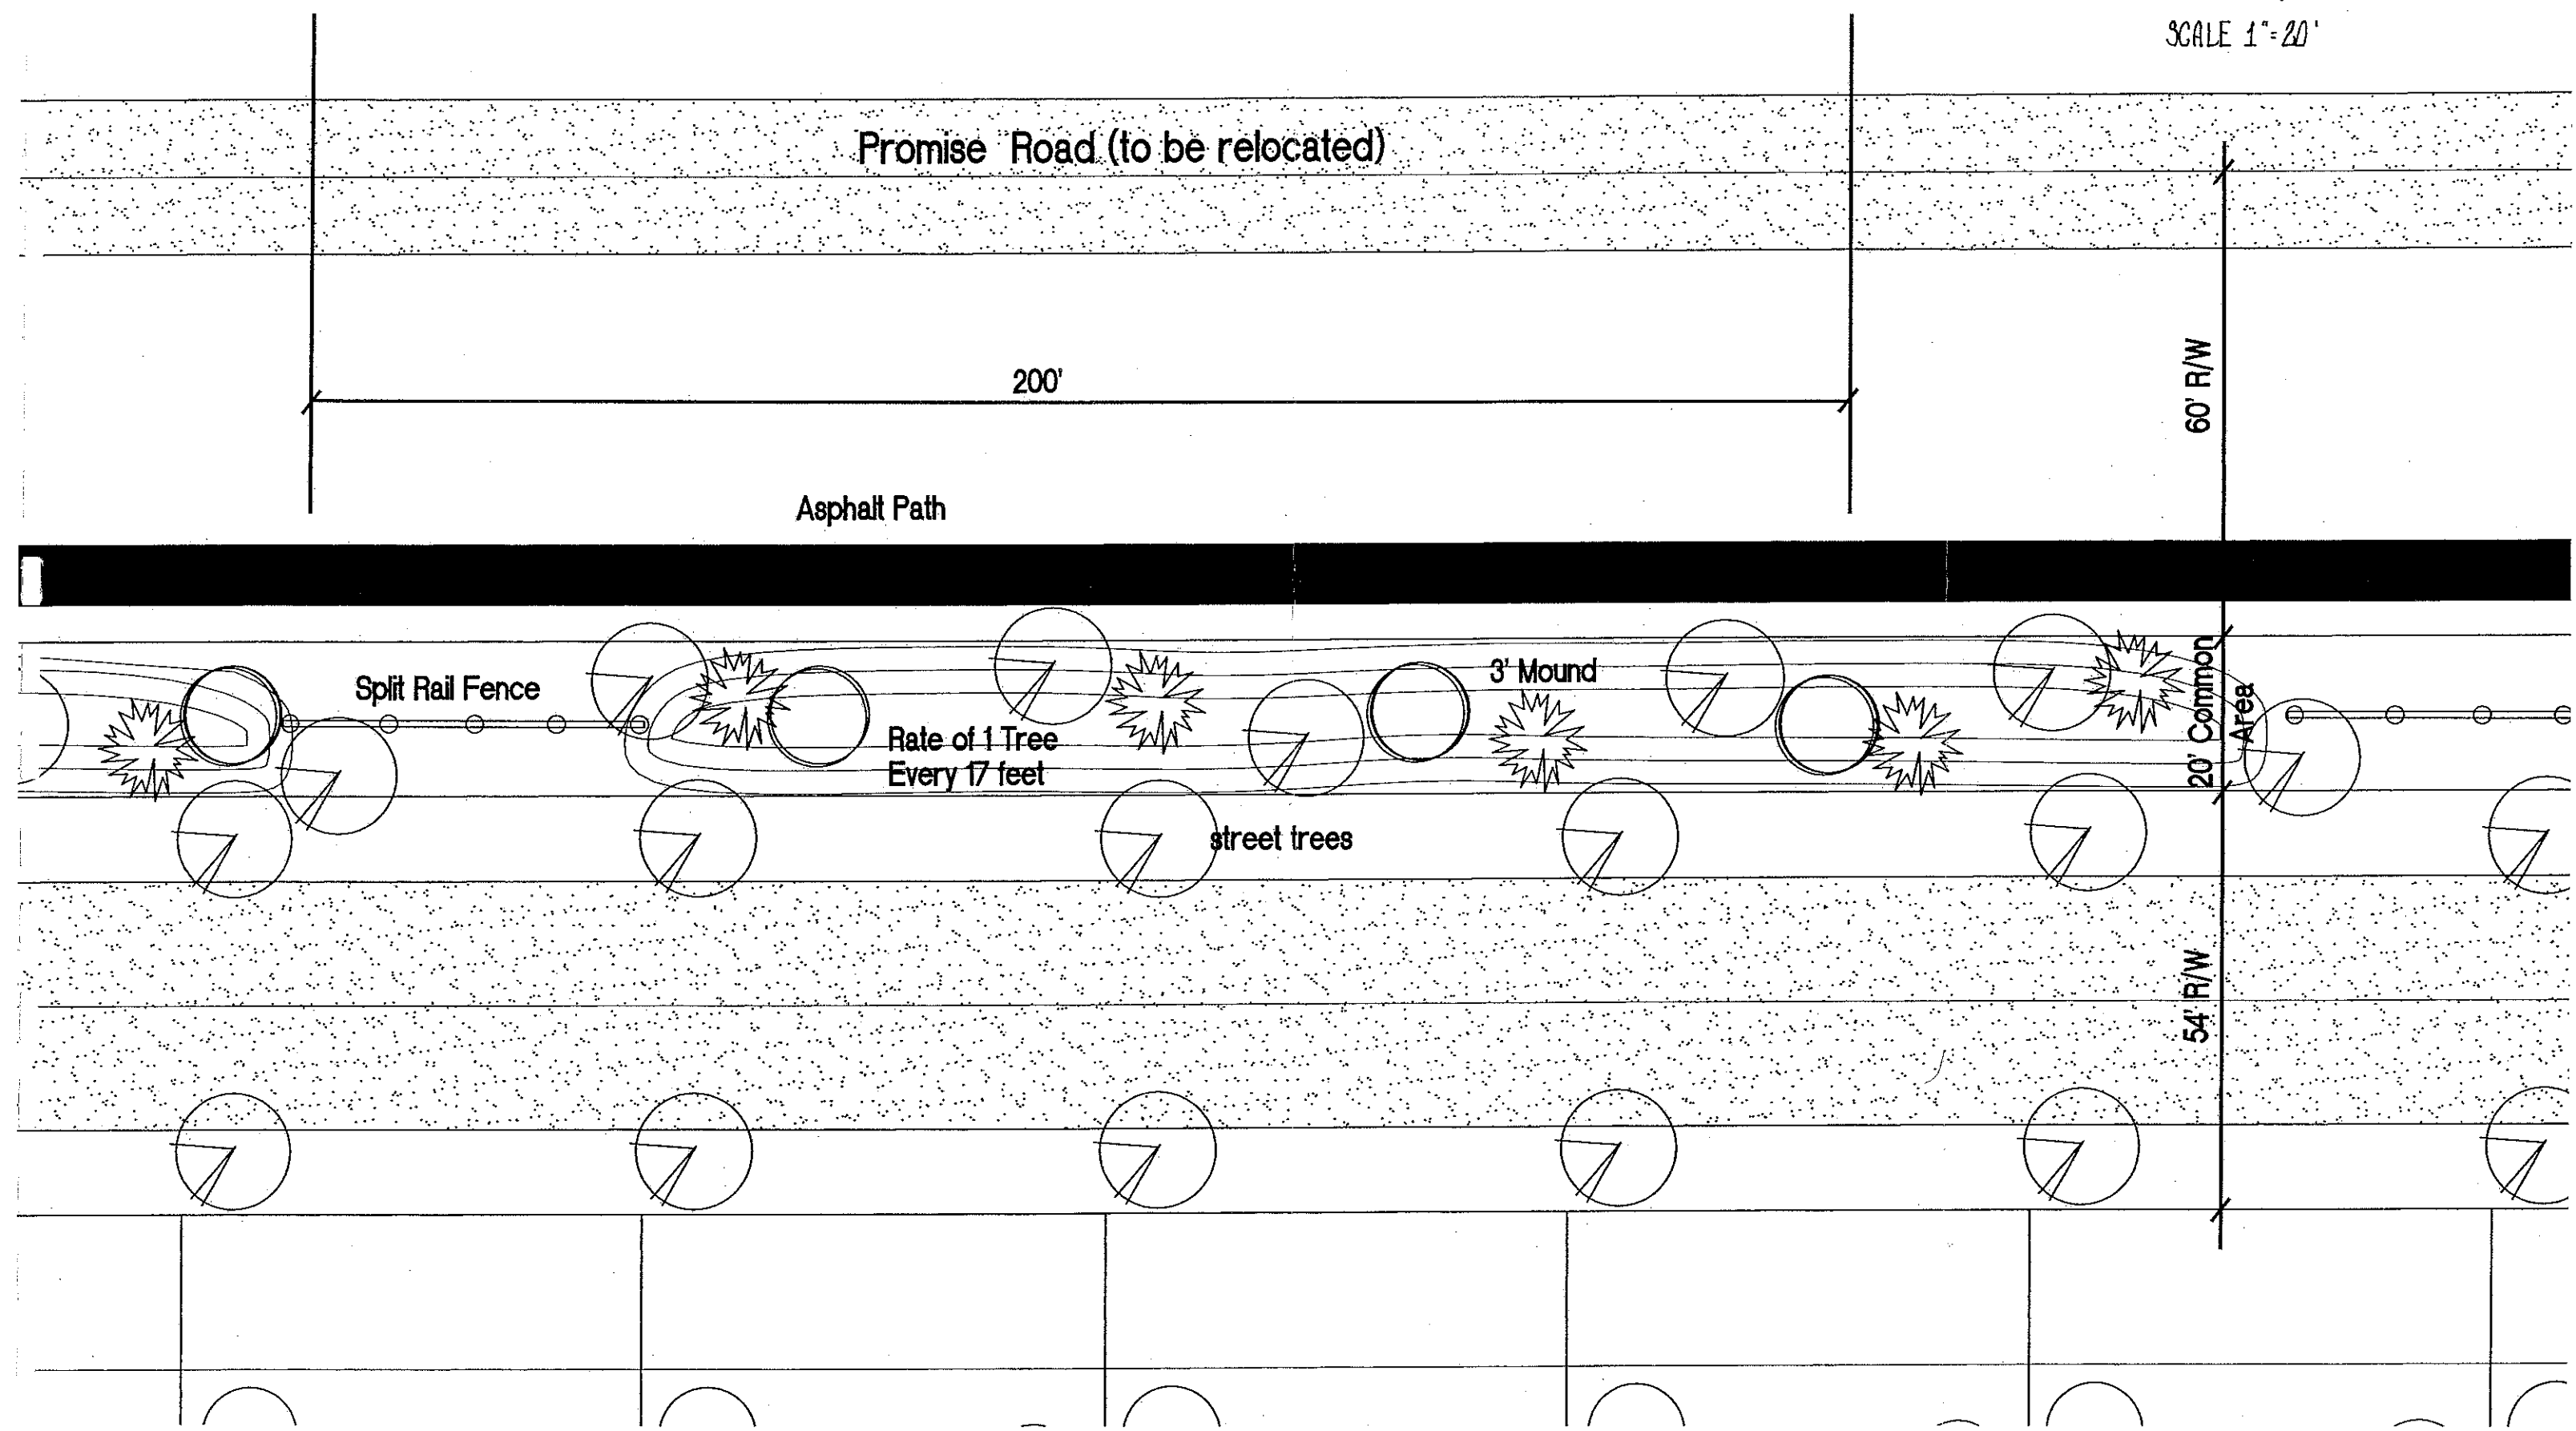 SCALE 1"=20'
Promise Road (to be relocated)
60' R/W
200'
Asphalt Path
Split Rail Fence
3' Mound
20' Common
Area
Rate of 1 Tree
Every 17 feet
street trees
54' R/W